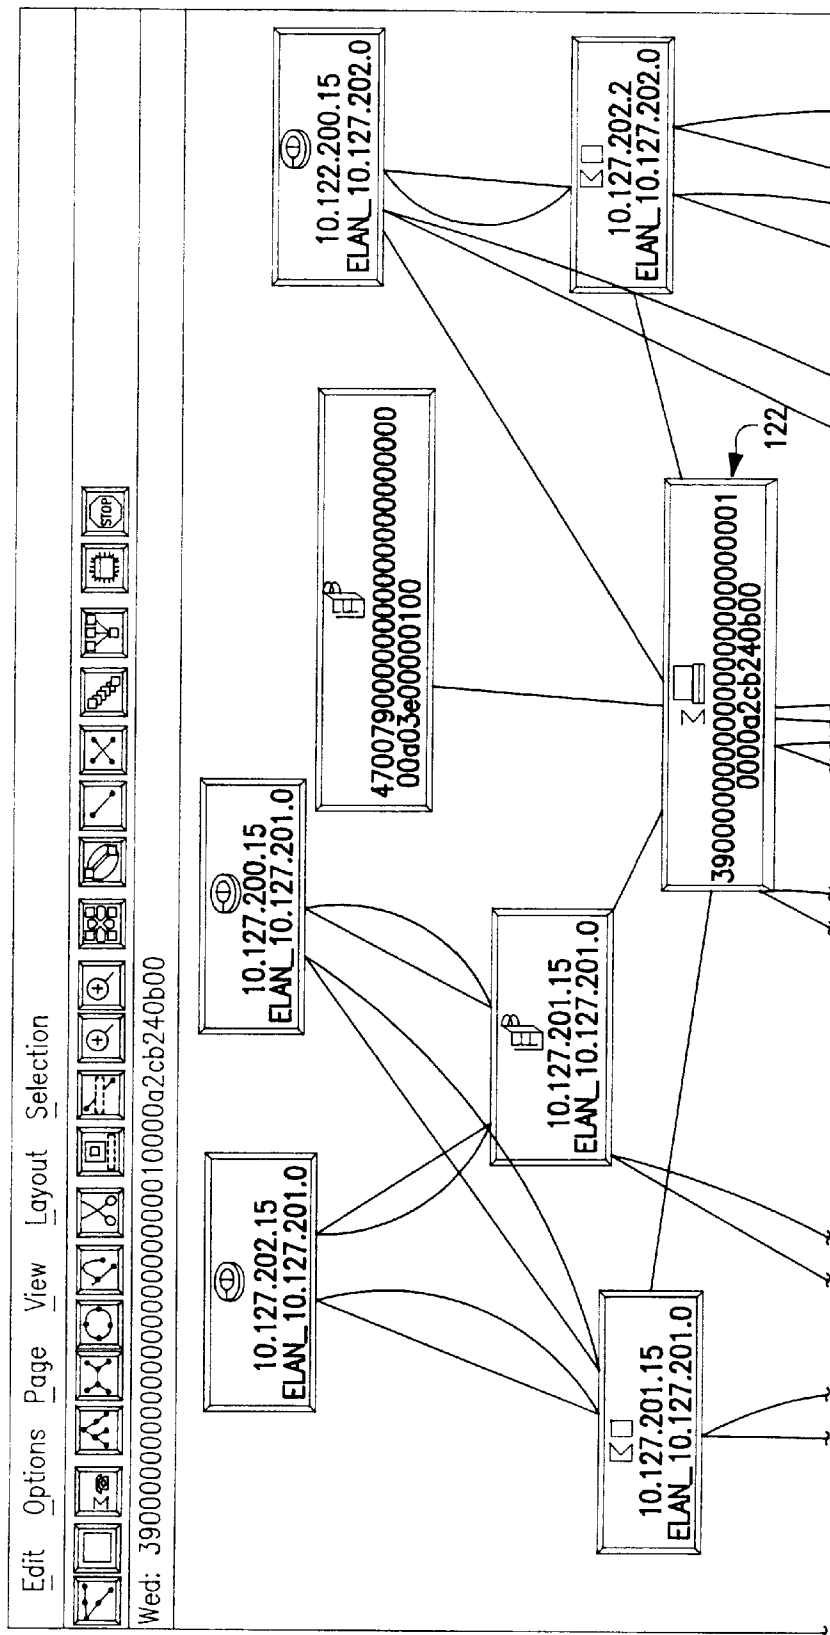 Edit Options Page View Layout Selection
STOP
Wed: 390000000000000000000000010000a2cb240b00
10.127.202.15
ELAN_10.127.201.0
10.127.200.15
ELAN_10.127.201.0
47007900000000000000000000
00a03e00000100
10.122.200.15
ELAN_10.127.202.0
10.127.201.15
ELAN_10.127.201.0
10.127.202.2
ELAN_10.127.202.0
10.127.201.15
ELAN_10.127.201.0
39000000000000000000000001
0000a2cb240b00
122